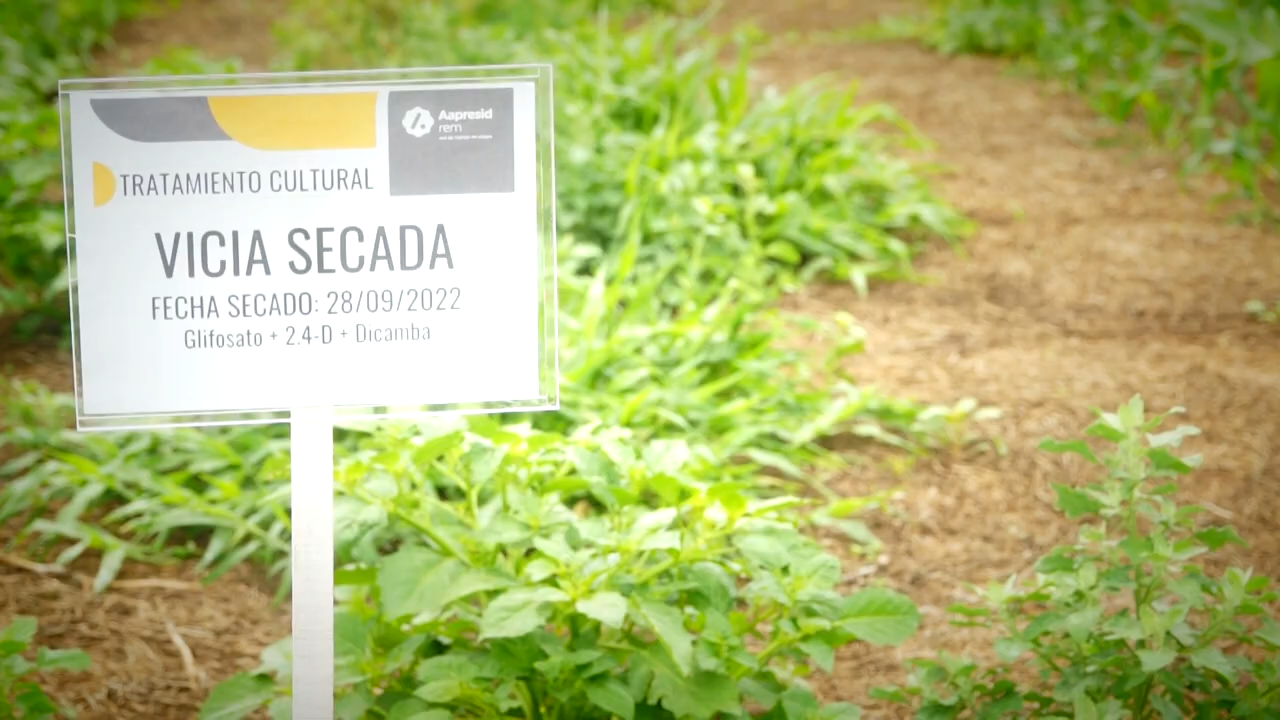 Aapresid
rem
TRATAMIENTO CULTURAL
VICIA SECADA
FECHA SECADO: 28/09/2022
Glifosato + 2.4-D + Dicamba